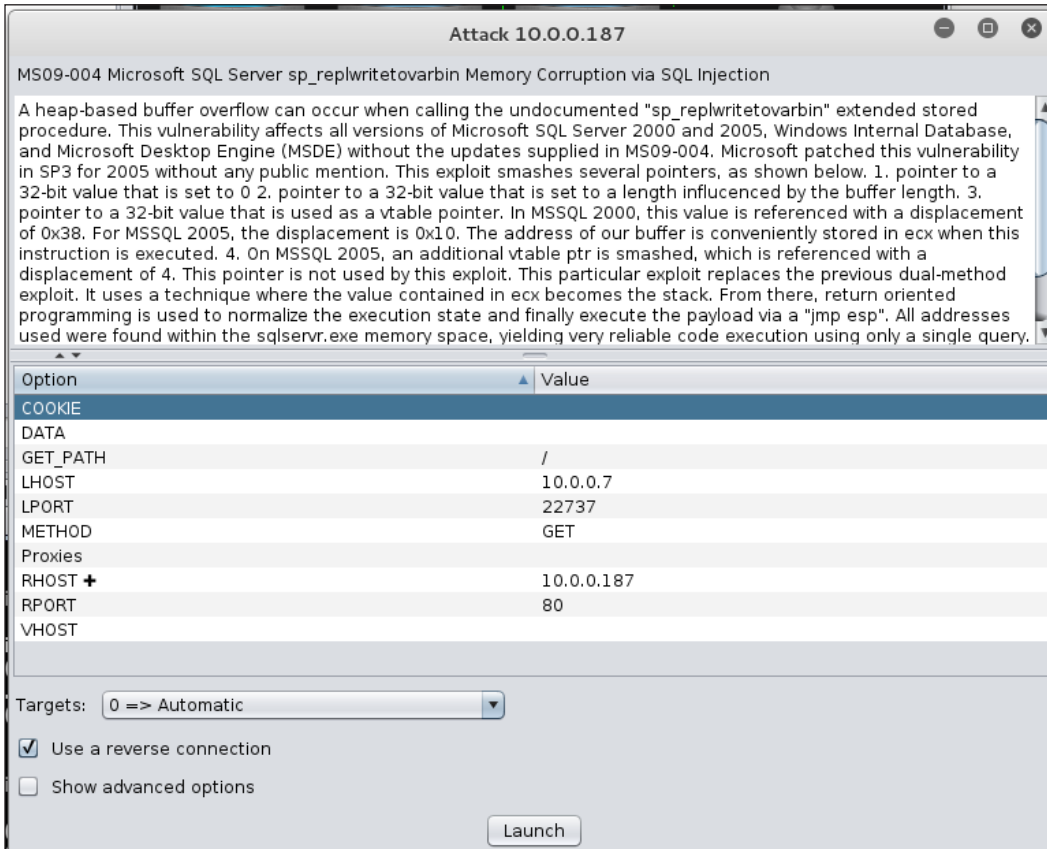 Attack 10.0.0.187
MS09-004 Microsoft SQL Server sp_replwritetovarbin Memory Corruption via SQL Injection
A heap-based buffer overflow can occur when calling the undocumented "sp_replwritetovarbin" extended stored
procedure. This vulnerability affects all versions of Microsoft SQL Server 2000 and 2005, Windows Internal Database,
and Microsoft Desktop Engine (MSDE) without the updates supplied in MS09-004. Microsoft patched this vulnerability
in SP3 for 2005 without any public mention. This exploit smashes several pointers, as shown below. 1. pointer to a
32-bit value that is set to 0 2. pointer to a 32-bit value that is set to a length influcenced by the buffer length. 3.
pointer to a 32-bit value that is used as a vtable pointer. In MSSQL 2000, this value is referenced with a displacement
of 0x38. For MSSQL 2005, the displacement is 0x10. The address of our buffer is conveniently stored in ecx when this
instruction is executed. 4. On MSSQL 2005, an additional vtable ptr is smashed, which is referenced with a
displacement of 4. This pointer is not used by this exploit. This particular exploit replaces the previous dual-method
exploit. It uses a technique where the value contained in ecx becomes the stack. From there, return oriented
programming is used to normalize the execution state and finally execute the payload via a "jmp esp". All addresses
used were found within the sqlservr.exe memory space, yielding very reliable code execution using only a single query.
Option Value
COOKIE
DATA
GET_PATH /
LHOST 10.0.0.7
LPORT 22737
METHOD GET
Proxies
RHOST ✚ 10.0.0.187
RPORT 80
VHOST
Targets: 0 => Automatic
Use a reverse connection
Show advanced options
Launch